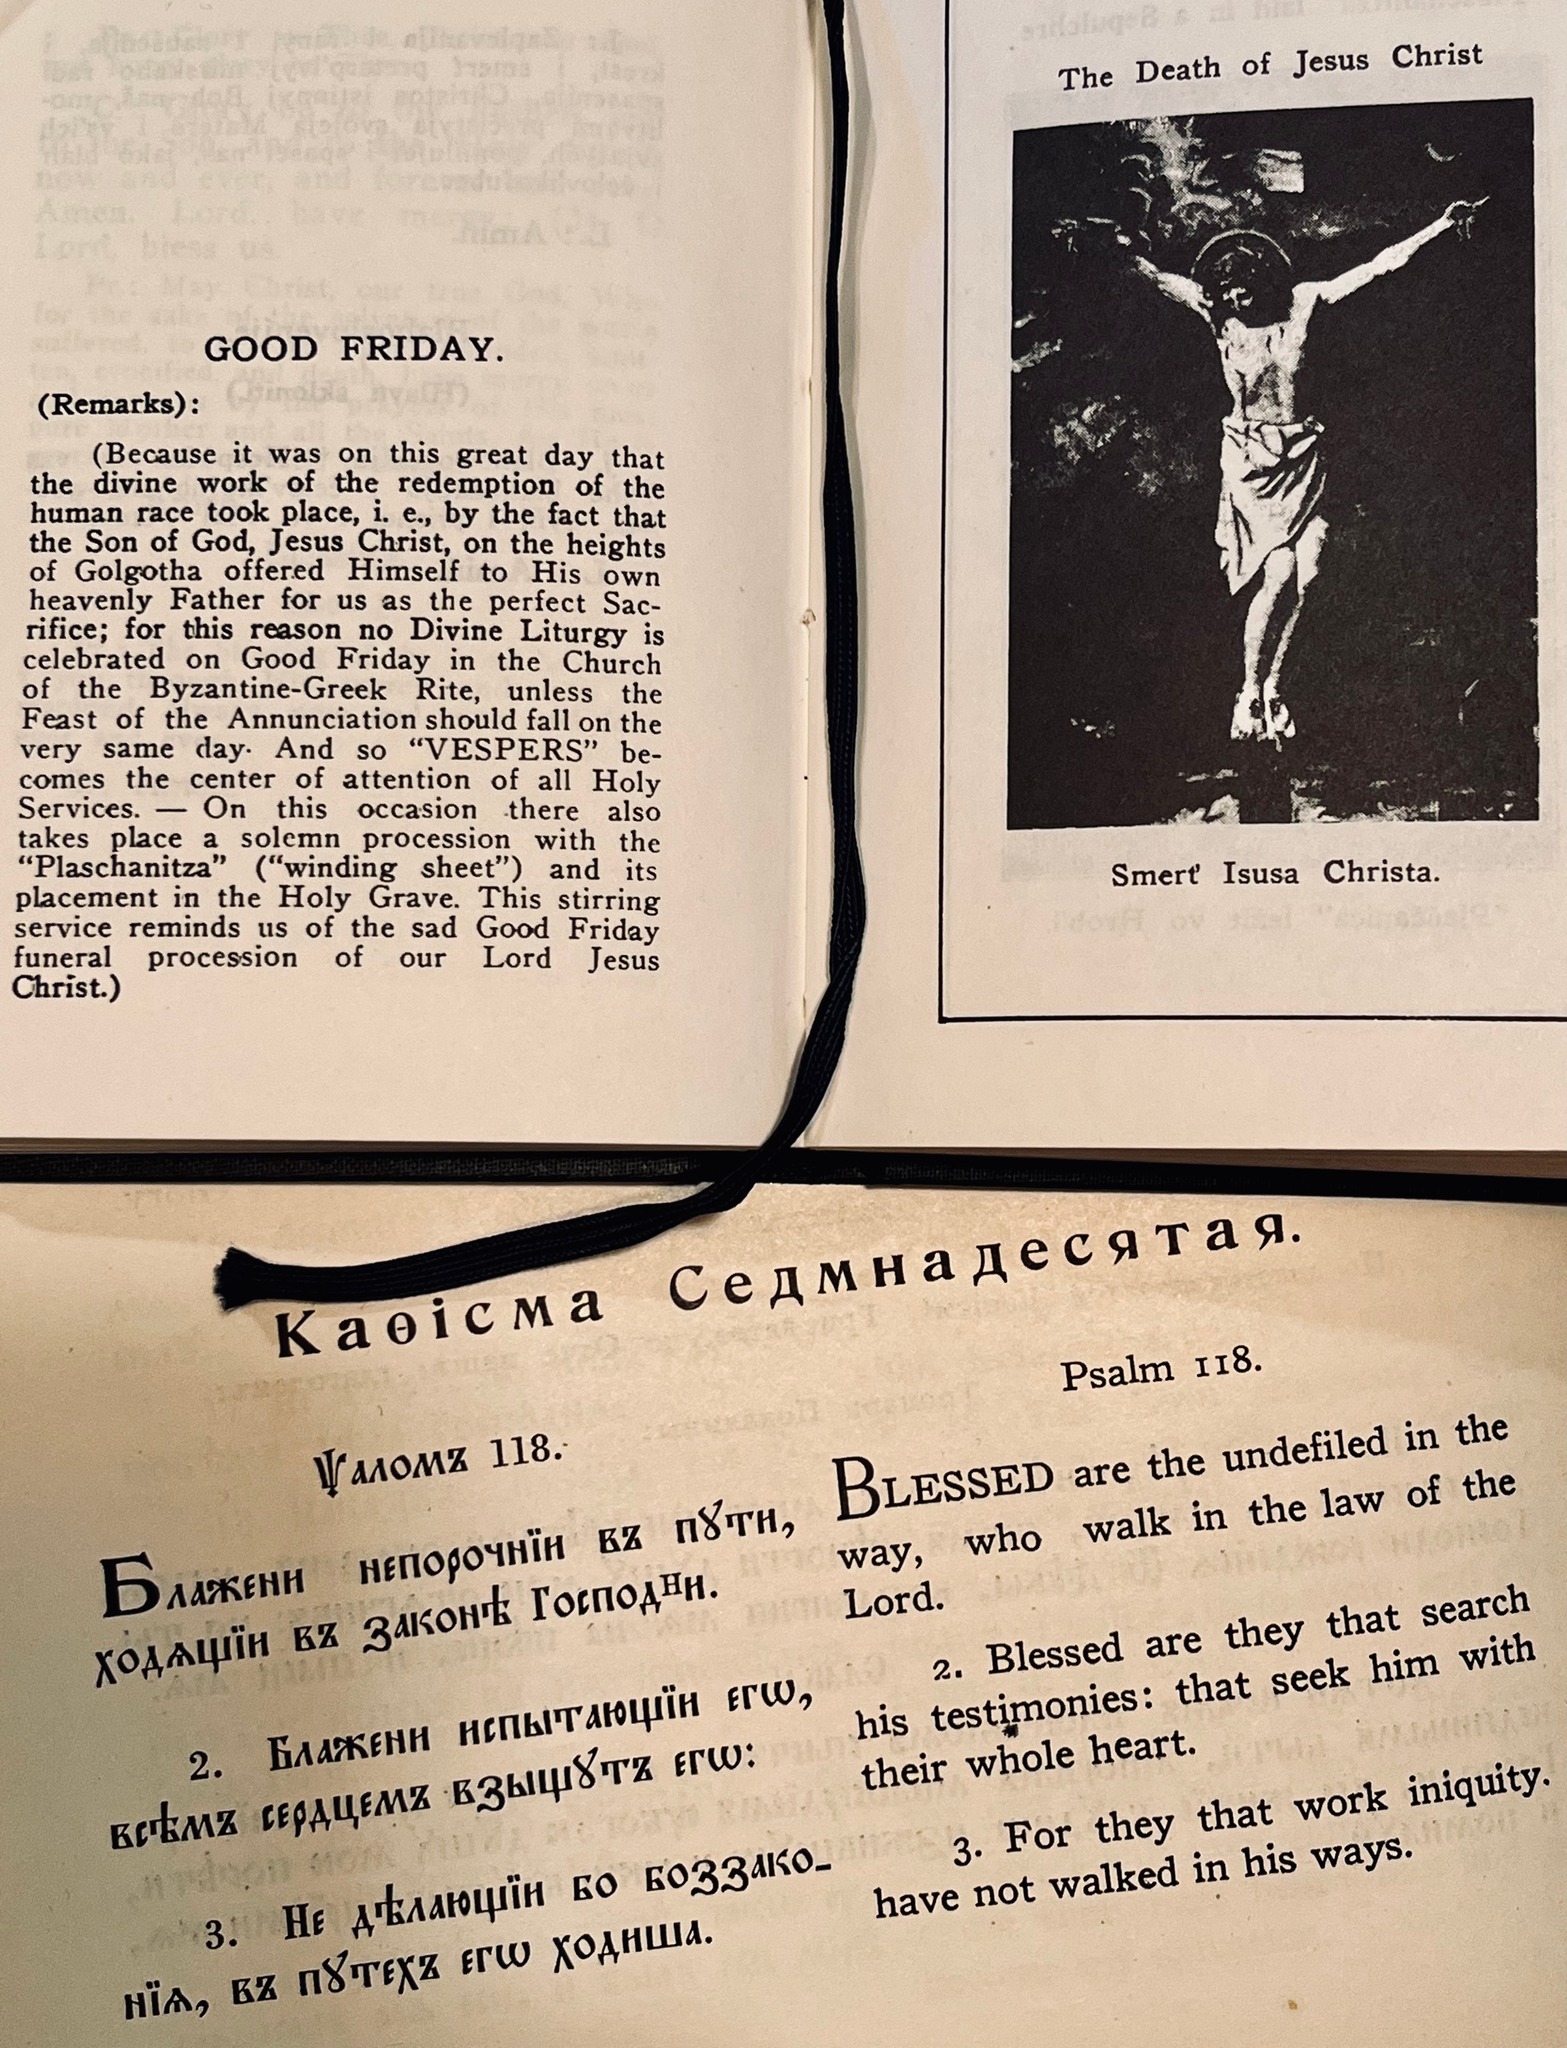 GOOD FRIDAY.
(Remarks):
(Because it was on this great day that
the divine work of the redemption of the
human race took place, i. e., by the fact that
the Son of God, Jesus Christ, on the heights
of Golgotha offered Himself to His own
heavenly Father for us as the perfect Sac-
rifice; for this reason no Divine Liturgy is
celebrated on Good Friday in the Church
of the Byzantine-Greek Rite, unless the
Feast of the Annunciation should fall on the
very same day· And so “VESPERS” be-
comes the center of attention of all Holy
Services. — On this occasion there also
takes place a solemn procession with the
“Plaschanitza” (“winding sheet”) and its
placement in the Holy Grave. This stirring
service reminds us of the sad Good Friday
funeral procession of our Lord Jesus
Christ.)
The Death of Jesus Christ
Smert' Isusa Christa.
Каѳісма Седмнадесятая.
Ѱаломъ 118.
Блажени непорочнїи въ пꙋти,
ходѧщїи въ законѣ Господни.
2. Блажени испытающїи егѡ,
всѣмъ сердцемъ взыщꙋтъ егѡ:
3. Не дѣлающїи бо боззако-
нїѧ, въ пꙋтехъ егѡ ходиша.
Psalm 118.
BLESSED are the undefiled in the
way, who walk in the law of the
Lord.
2. Blessed are they that search
his testimonies: that seek him with
their whole heart.
3. For they that work iniquity.
have not walked in his ways.